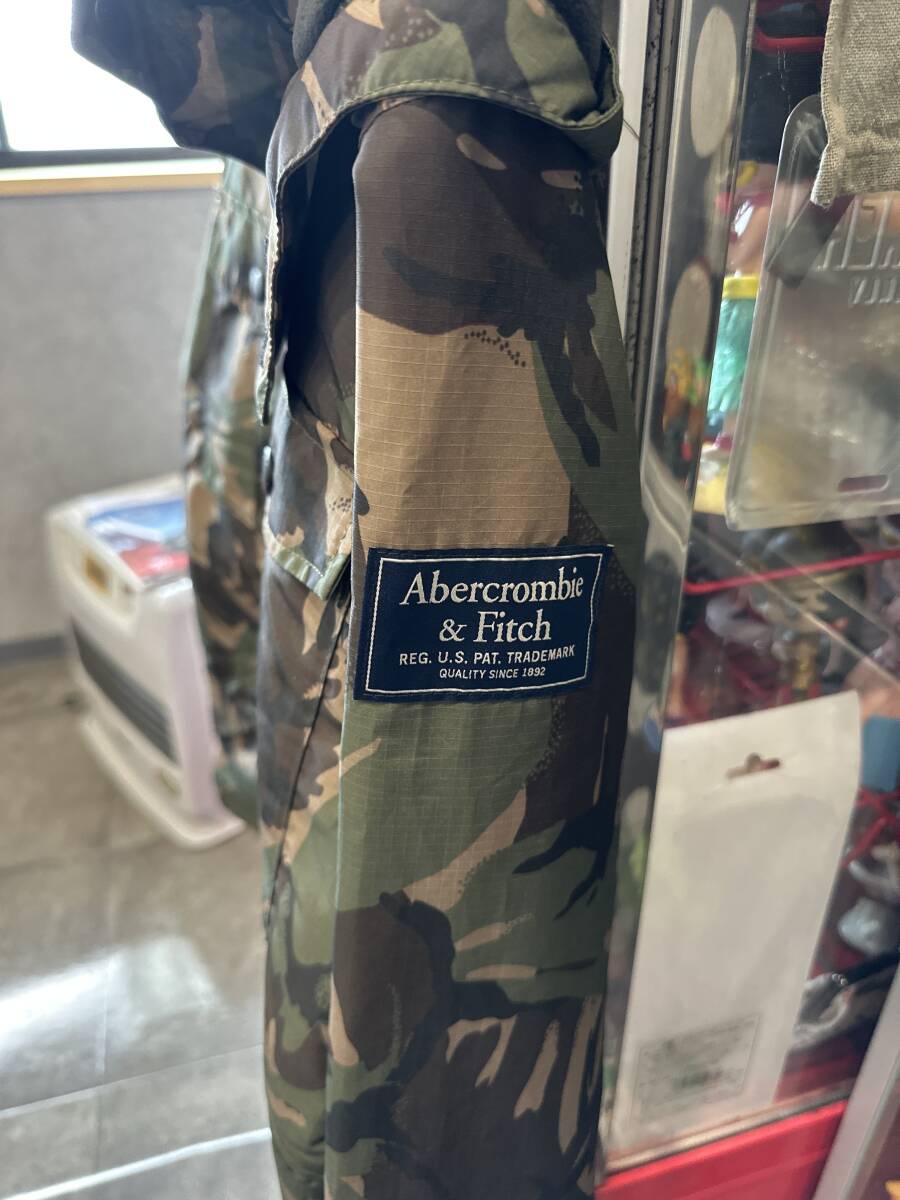 Abercrombie
& Fitch
REG. U.S. PAT. TRADEMARK
QUALITY SINCE 1892